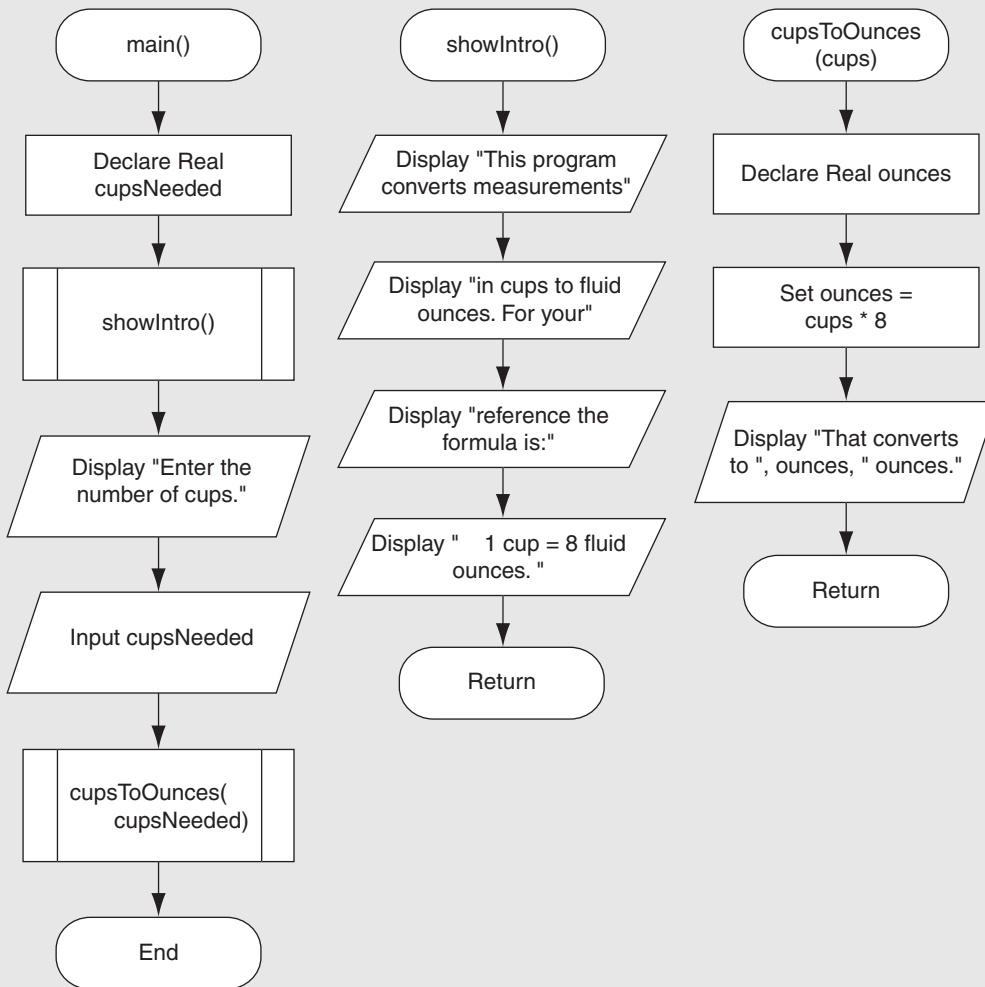 main()
Declare Real
cupsNeeded
showIntro()
Display "Enter the
number of cups."
Input cupsNeeded
cupsToOunces(
cupsNeeded)
End
showIntro()
Display "This program
converts measurements"
Display "in cups to fluid
ounces. For your"
Display "reference the
formula is:"
Display "    1 cup = 8 fluid
ounces. "
Return
cupsToOunces
(cups)
Declare Real ounces
Set ounces =
cups * 8
Display "That converts
to ", ounces, " ounces."
Return